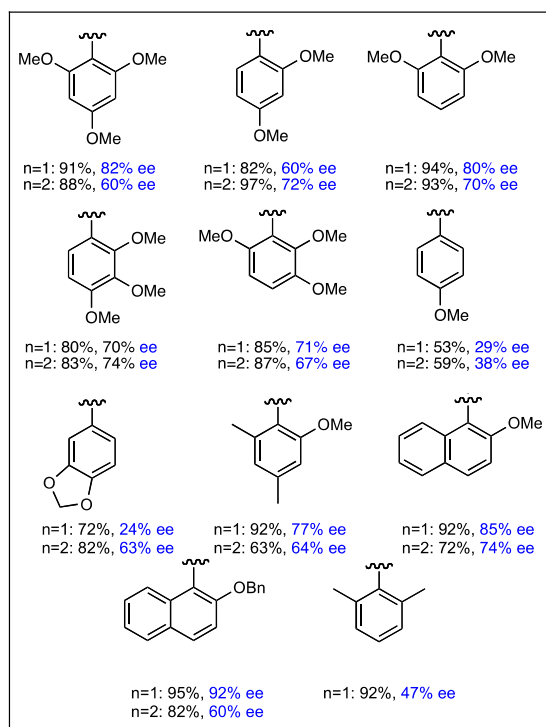 MeO OMe OMe MeO OMe
OMe OMe
n=1: 91%, 82% ee n=1: 82%, 60% ee n=1: 94%, 80% ee
n=2: 88%, 60% ee n=2: 97%, 72% ee n=2: 93%, 70% ee
OMe MeO OMe
OMe OMe
OMe OMe
n=1: 80%, 70% ee n=1: 85%, 71% ee n=1: 53%, 29% ee
n=2: 83%, 74% ee n=2: 87%, 67% ee n=2: 59%, 38% ee
OMe OMe
O
O
n=1: 72%, 24% ee n=1: 92%, 77% ee n=1: 92%, 85% ee
n=2: 82%, 63% ee n=2: 63%, 64% ee n=2: 72%, 74% ee
OBn
n=1: 95%, 92% ee n=1: 92%, 47% ee
n=2: 82%, 60% ee